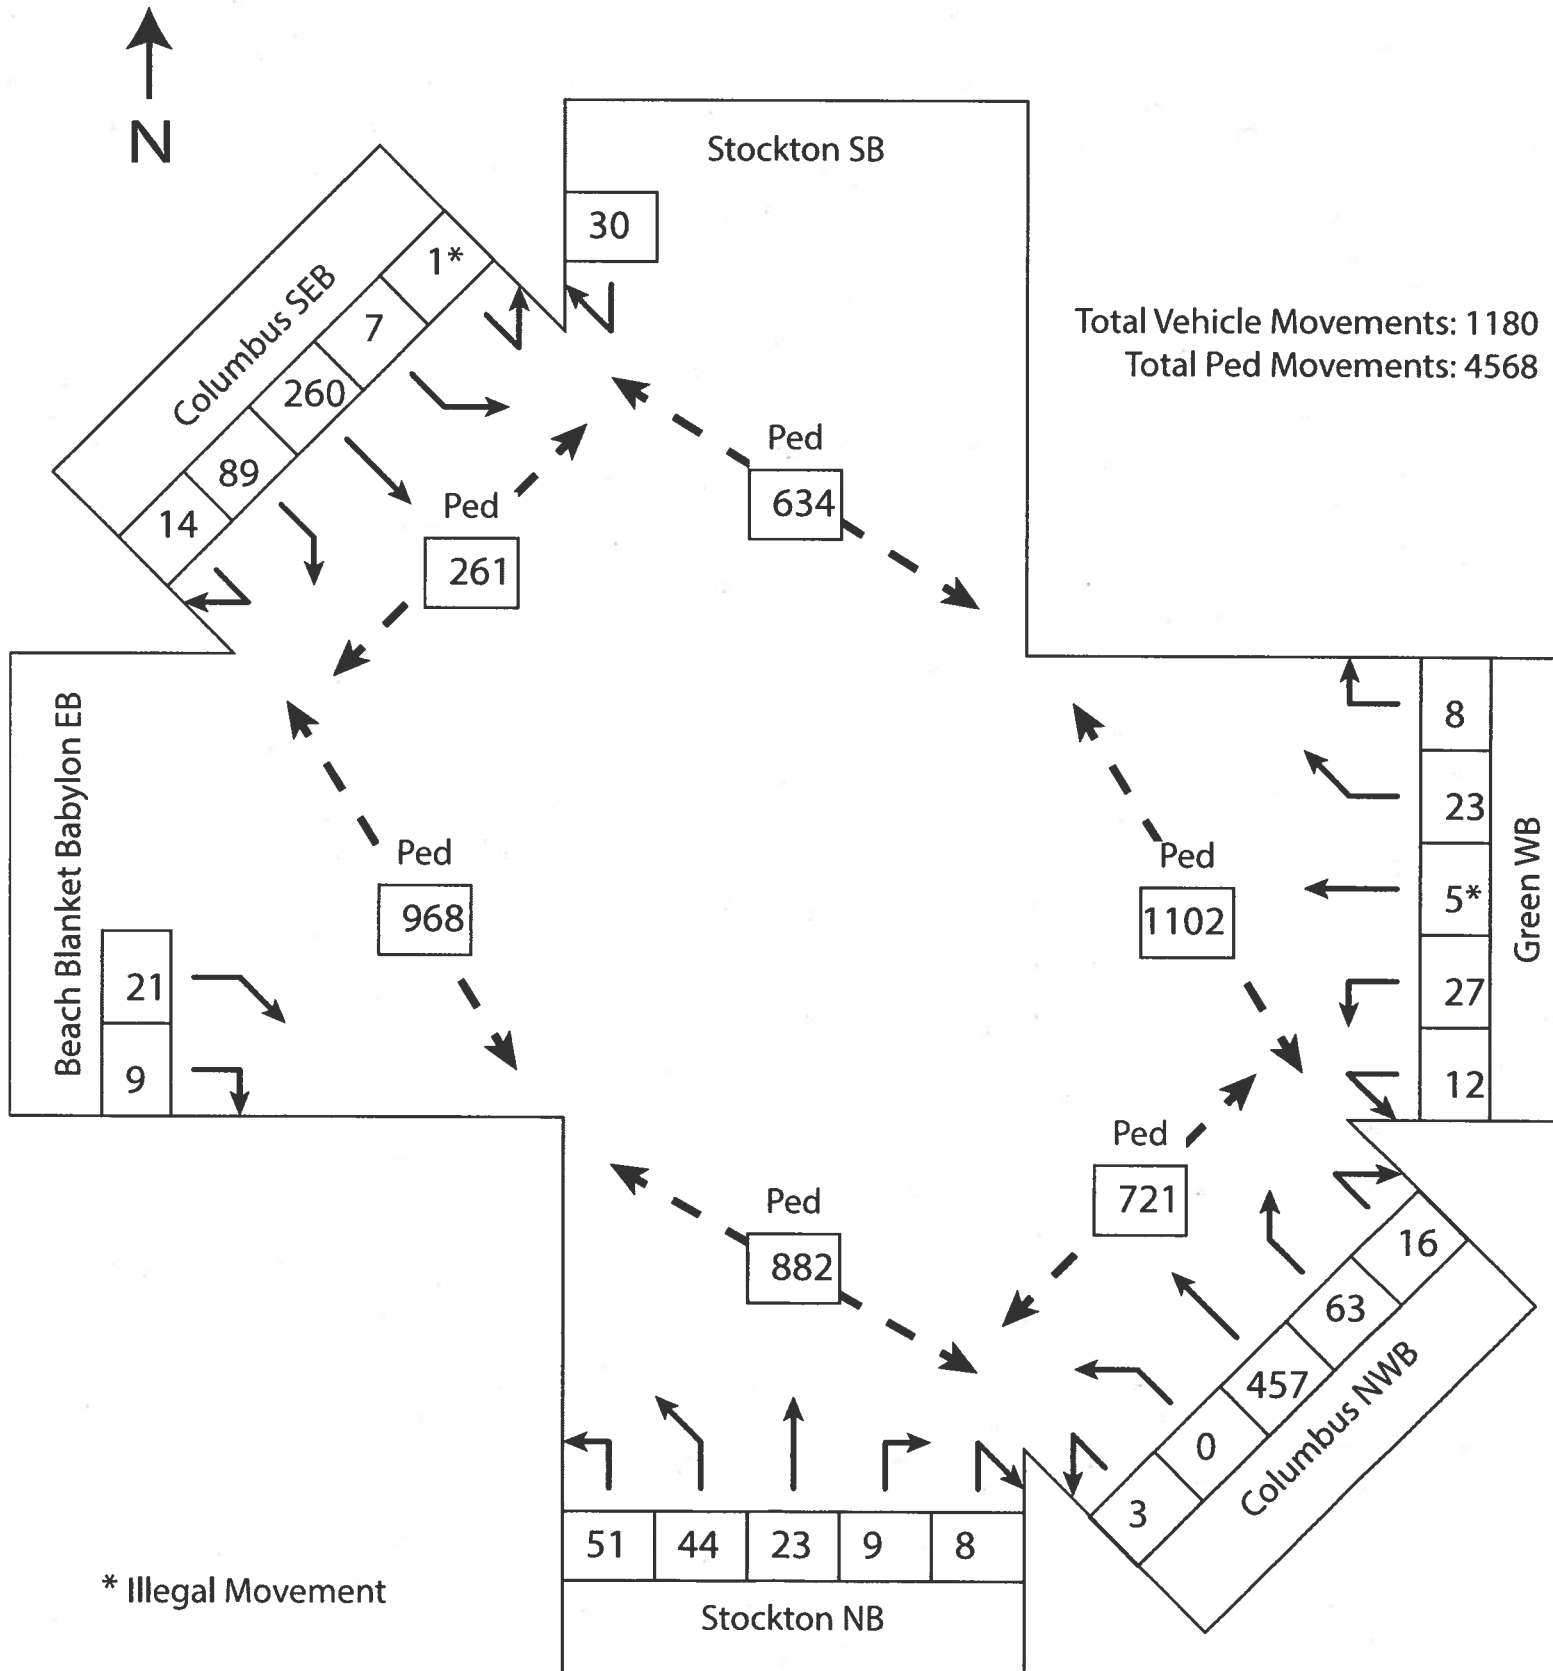 N
Stockton SB
30
Total Vehicle Movements: 1180
Total Ped Movements: 4568
Columbus SEB
1*
7
260
89
14
Ped
634
Ped
261
Beach Blanket Babylon EB
21
9
Ped
968
Ped
1102
8
23
5*
27
12
Green WB
Ped
721
Ped
882
16
63
457
0
3
Columbus NWB
51
44
23
9
8
Stockton NB
* Illegal Movement